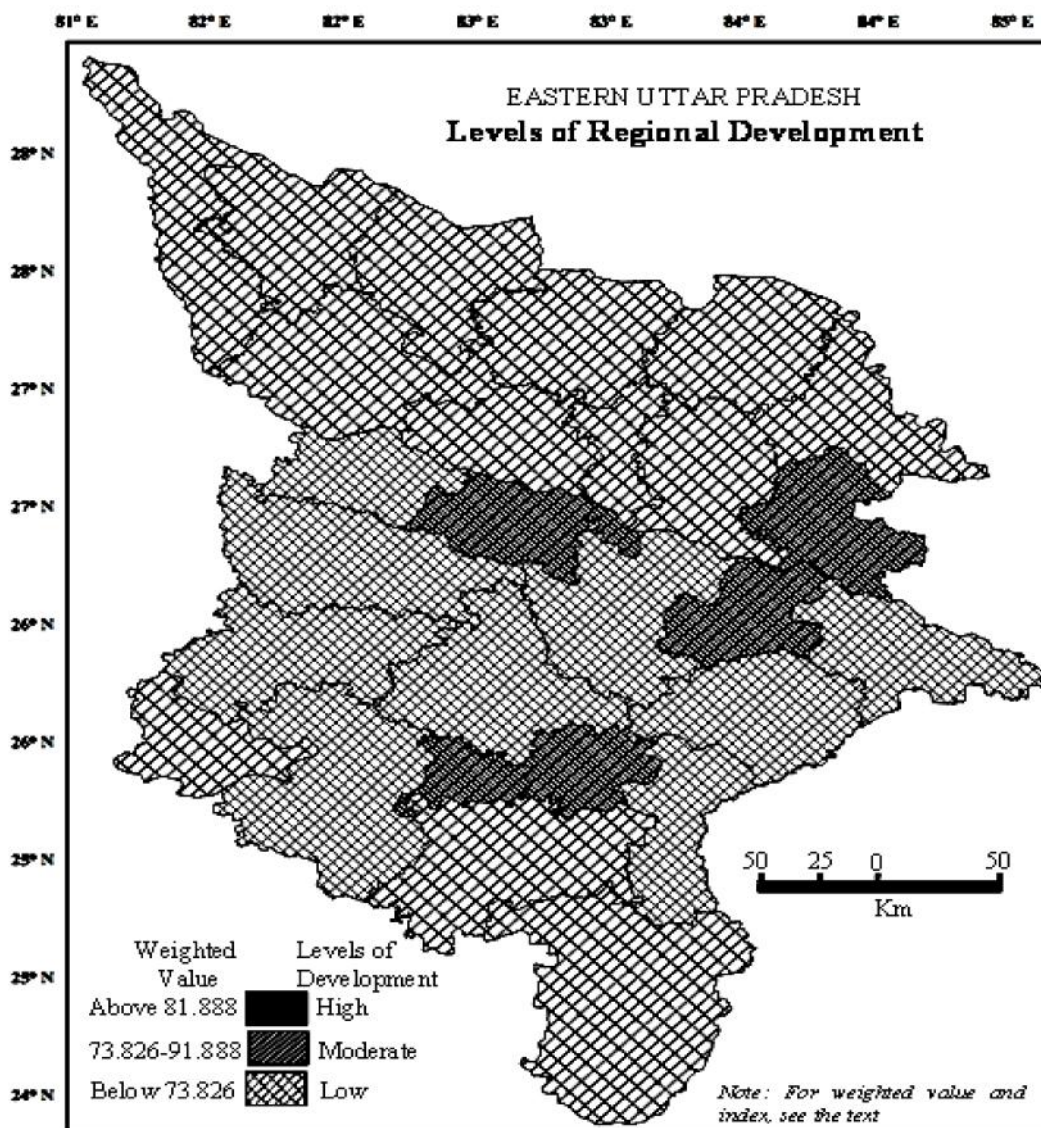 81° E 82° E 82° E 83° E 83° E 84° E 84° E 85° E
EASTERN UTTAR PRADESH
Levels of Regional Development
28° N
28° N
27° N
27° N
26° N
26° N
25° N
25° N
24° N
50 25 0 50
Km
Weighted Value Levels of Development
Above 81.888 High
73.826-91.888 Moderate
Below 73.826 Low
Note: For weighted value and
index, see the text